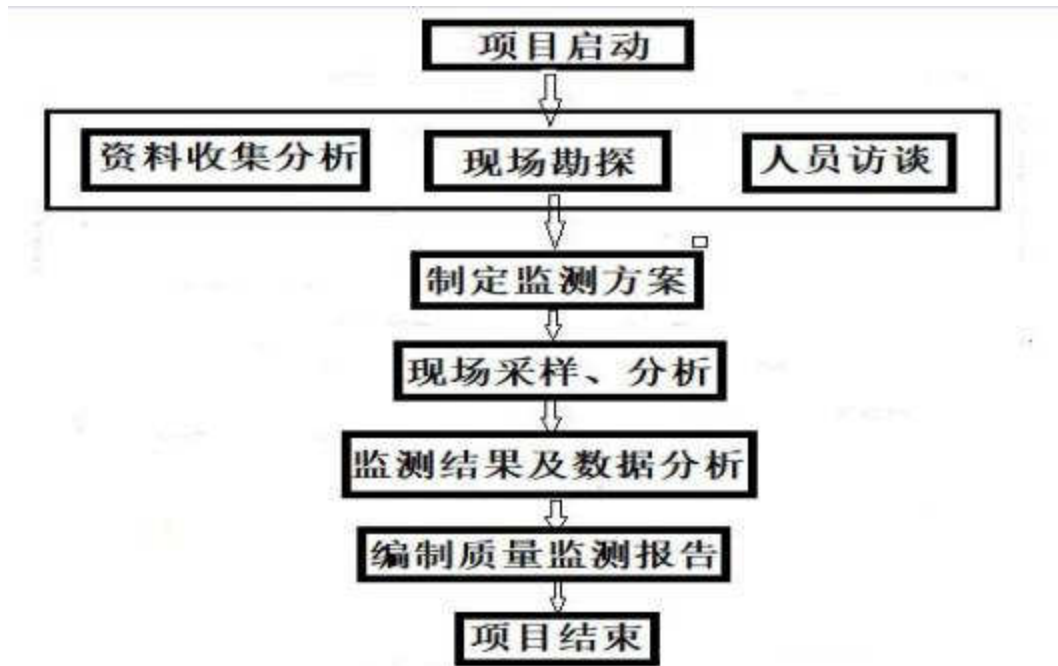 项目启动
资料收集分析 现场勘探 人员访谈
制定监测方案
现场采样、分析
监测结果及数据分析
编制质量监测报告
项目结束